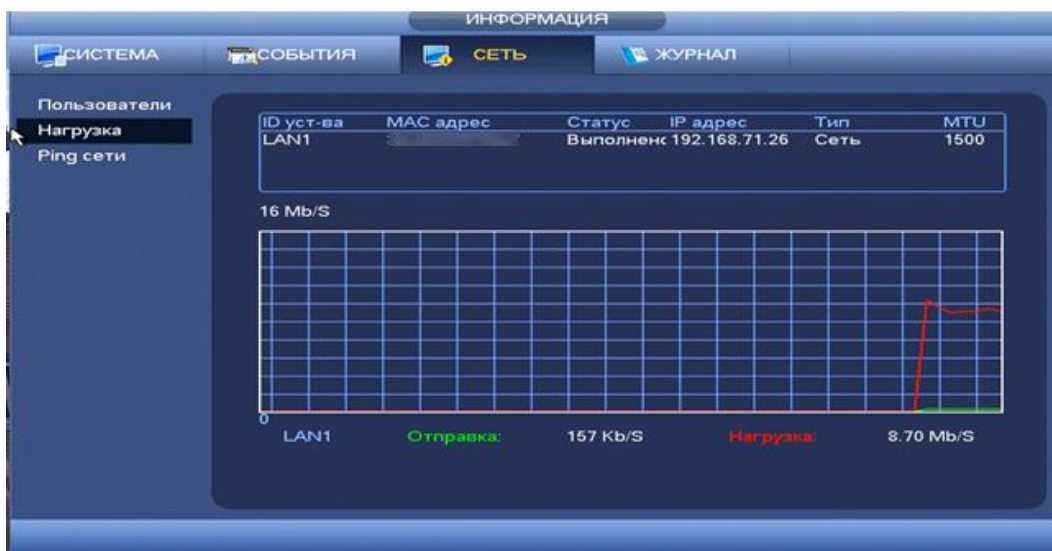 ИНФОРМАЦИЯ
СИСТЕМА СОБЫТИЯ СЕТЬ ЖУРНАЛ
Пользователи
Нагрузка
Ping сети
ID уст-ва MAC адрес Статус IP адрес Тип MTU
LAN1 Выполненс 192.168.71.26 Сеть 1500
16 Mb/S
0
LAN1 Отправка: 157 Kb/S Нагрузка: 8.70 Mb/S